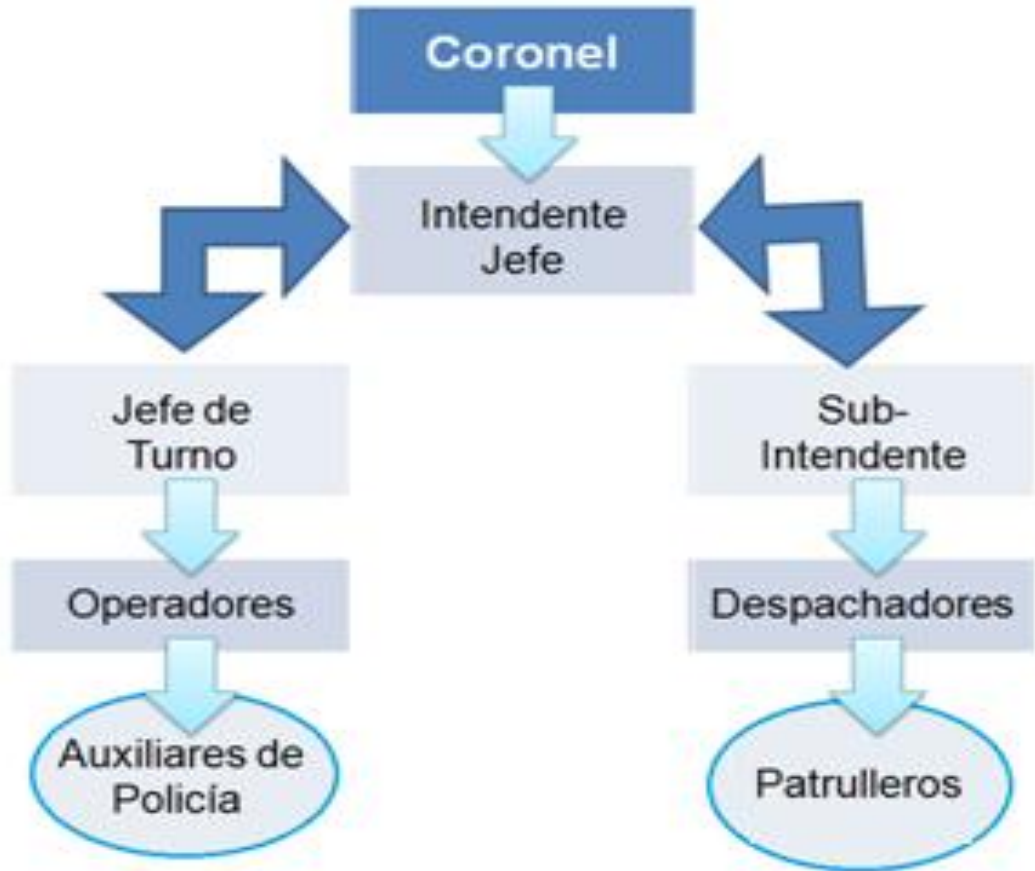 Coronel
Intendente
Jefe
Jefe de
Turno
Sub-
Intendente
Operadores
Despachadores
Auxiliares de
Policía
Patrulleros